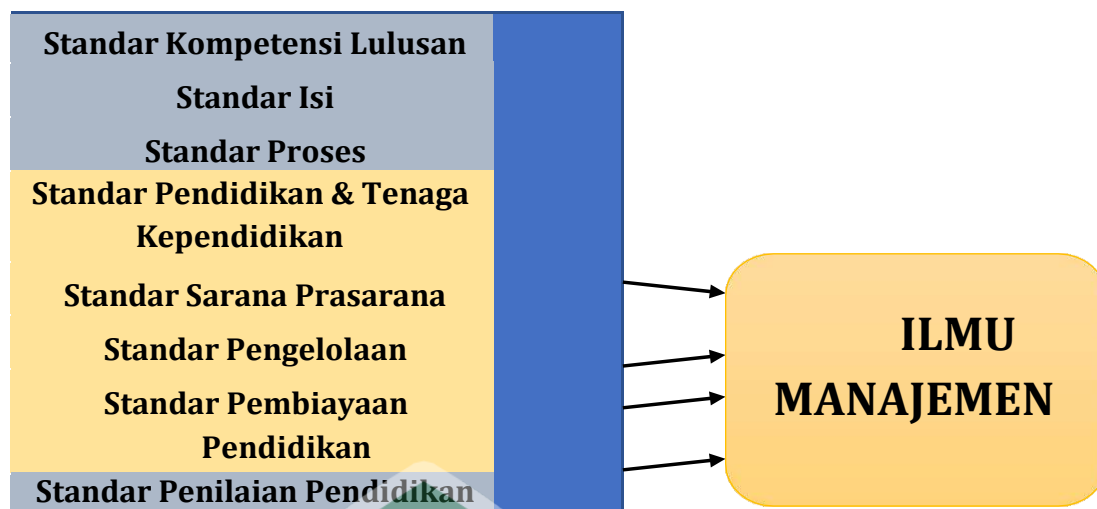 Standar Kompetensi Lulusan
Standar Isi
Standar Proses
Standar Pendidikan & Tenaga
Kependidikan
Standar Sarana Prasarana
Standar Pengelolaan
Standar Pembiayaan
Pendidikan
Standar Penilaian Pendidikan
ILMU
MANAJEMEN